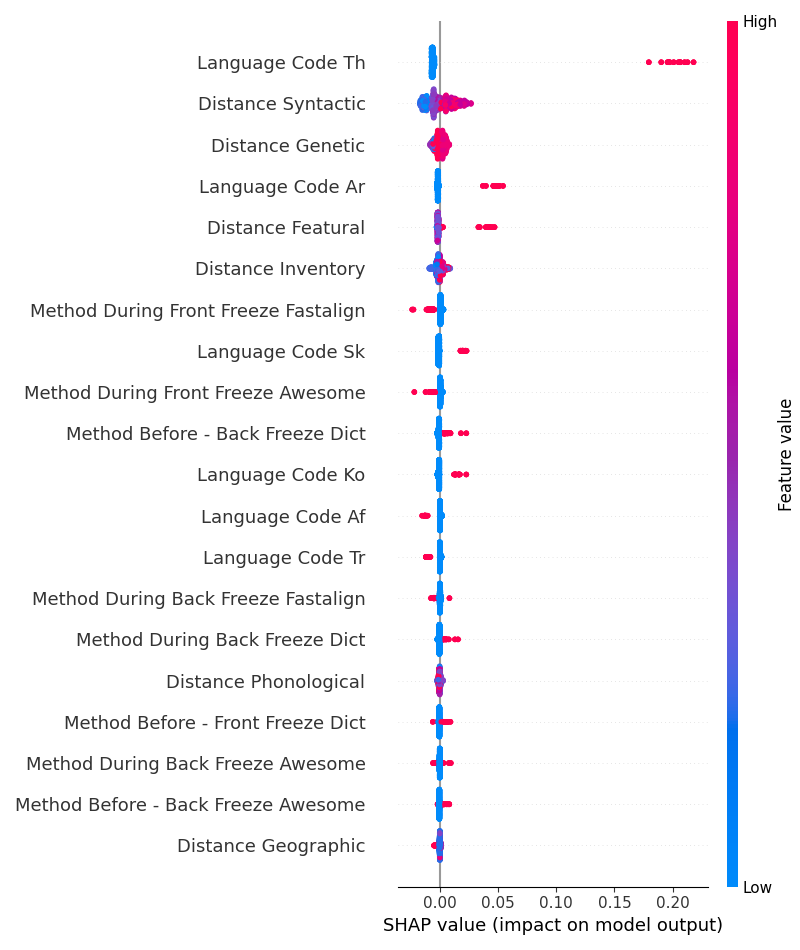 High
Language Code Th
Distance Syntactic
Distance Genetic
Language Code Ar
Distance Featural
Distance Inventory
Method During Front Freeze Fastalign
Language Code Sk
Method During Front Freeze Awesome
Method Before - Back Freeze Dict
Language Code Ko
Language Code Af
Language Code Tr
Method During Back Freeze Fastalign
Method During Back Freeze Dict
Distance Phonological
Method Before - Front Freeze Dict
Method During Back Freeze Awesome
Method Before - Back Freeze Awesome
Distance Geographic
Low
Feature value
0.00 0.05 0.10 0.15 0.20
SHAP value (impact on model output)